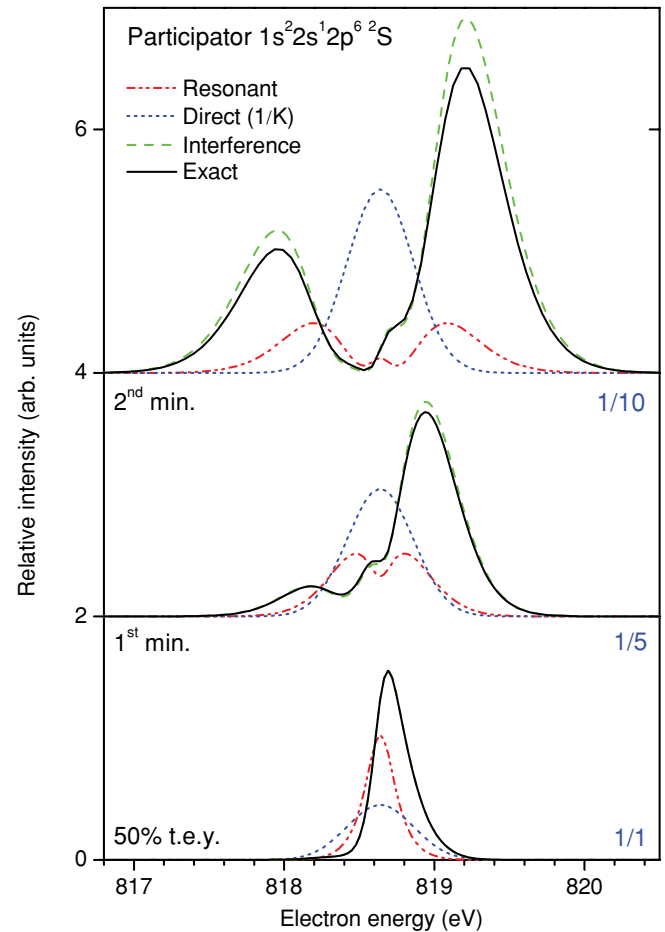 Participator 1s²2s¹2p⁶ ²S
Resonant
Direct (1/K)
Interference
Exact
6
4
2nd min.
1/10
2
1st min.
1/5
50% t.e.y.
1/1
0
817 818 819 820
Electron energy (eV)
Relative intensity (arb. units)